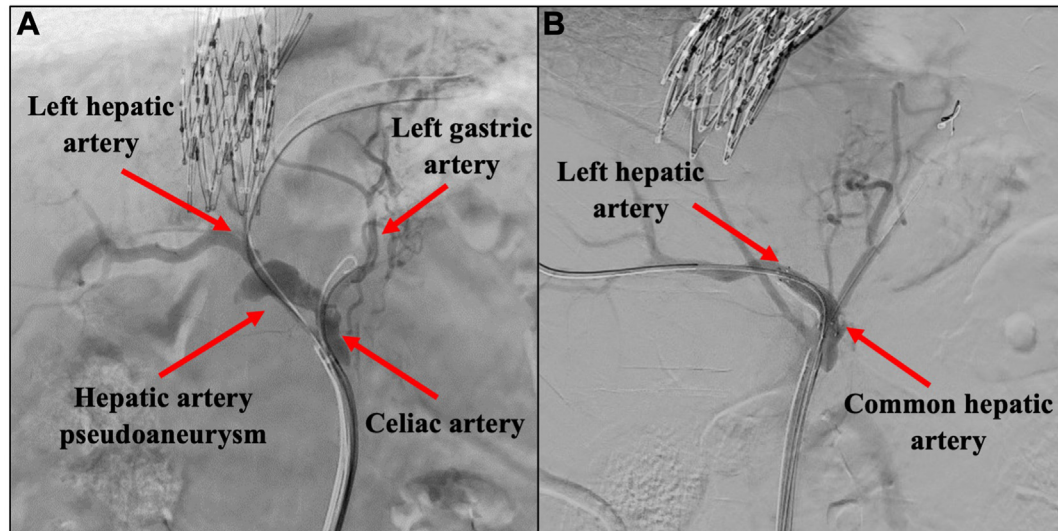 A
Left hepatic
artery
Left gastric
artery
Hepatic artery
pseudoaneurysm
Celiac artery
B
Left hepatic
artery
Common hepatic
artery